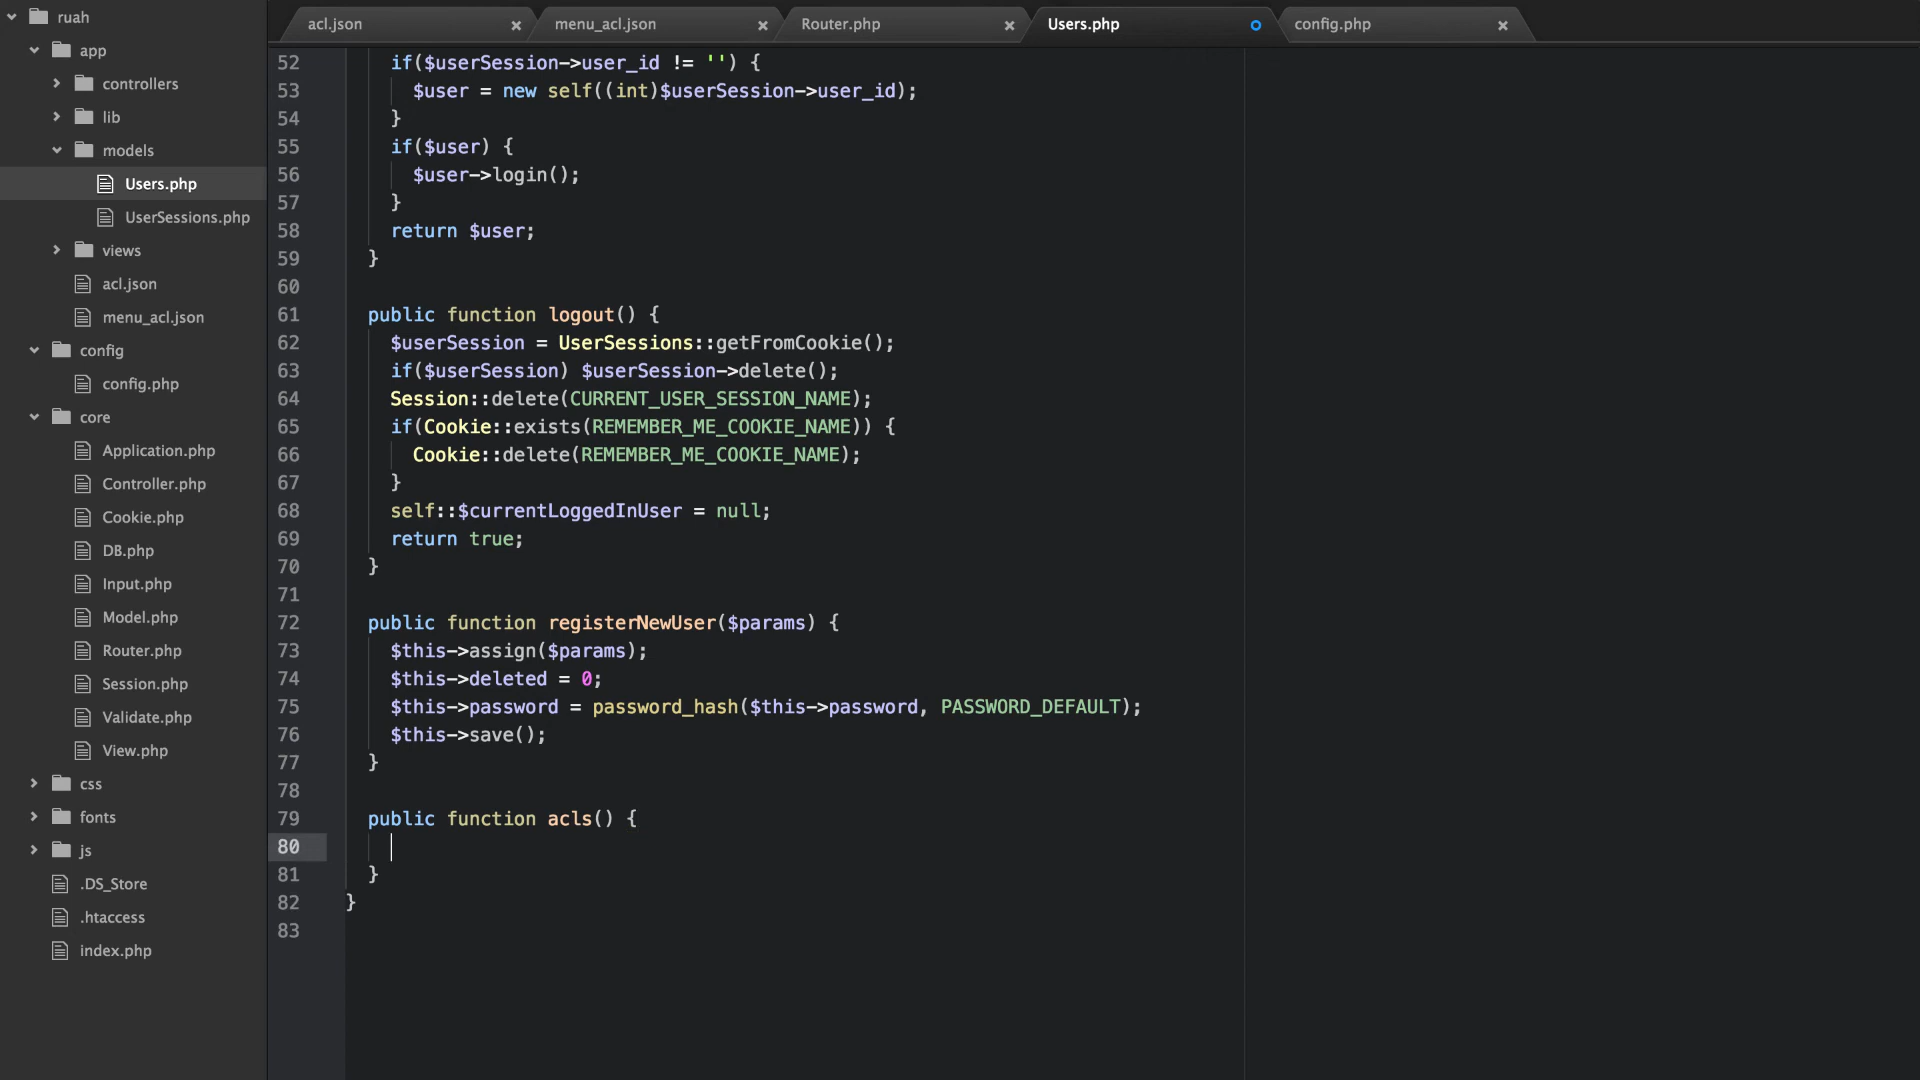 ruah
app
controllers
lib
models
Users.php
UserSessions.php
views
acl.json
menu_acl.json
config
config.php
core
Application.php
Controller.php
Cookie.php
DB.php
Input.php
Model.php
Router.php
Session.php
Validate.php
View.php
css
fonts
js
.DS_Store
.htaccess
index.php
acl.json × menu_acl.json × Router.php × Users.php config.php ×
52 if($userSession->user_id != '') {
53 $user = new self((int)$userSession->user_id);
54 }
55 if($user) {
56 $user->login();
57 }
58 return $user;
59 }
60
61 public function logout() {
62 $userSession = UserSessions::getFromCookie();
63 if($userSession) $userSession->delete();
64 Session::delete(CURRENT_USER_SESSION_NAME);
65 if(Cookie::exists(REMEMBER_ME_COOKIE_NAME)) {
66 Cookie::delete(REMEMBER_ME_COOKIE_NAME);
67 }
68 self::$currentLoggedInUser = null;
69 return true;
70 }
71
72 public function registerNewUser($params) {
73 $this->assign($params);
74 $this->deleted = 0;
75 $this->password = password_hash($this->password, PASSWORD_DEFAULT);
76 $this->save();
77 }
78
79 public function acls() {
80
81 }
82 }
83